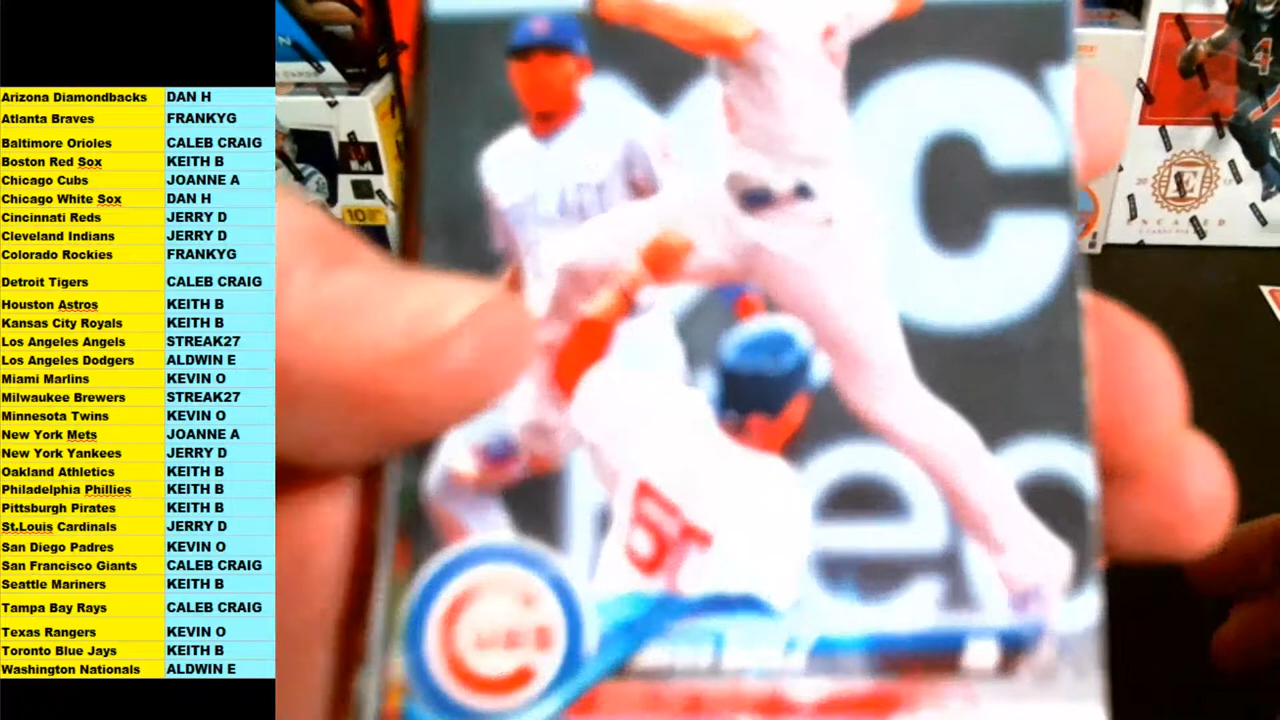 Arizona Diamondbacks DAN H
Atlanta Braves FRANKYG
Baltimore Orioles CALEB CRAIG
Boston Red Sox KEITH B
Chicago Cubs JOANNE A
Chicago White Sox DAN H
Cincinnati Reds JERRY D
Cleveland Indians JERRY D
Colorado Rockies FRANKYG
Detroit Tigers CALEB CRAIG
Houston Astros KEITH B
Kansas City Royals KEITH B
Los Angeles Angels STREAK27
Los Angeles Dodgers ALDWIN E
Miami Marlins KEVIN O
Milwaukee Brewers STREAK27
Minnesota Twins KEVIN O
New York Mets JOANNE A
New York Yankees JERRY D
Oakland Athletics KEITH B
Philadelphia Phillies KEITH B
Pittsburgh Pirates KEITH B
St.Louis Cardinals JERRY D
San Diego Padres KEVIN O
San Francisco Giants CALEB CRAIG
Seattle Mariners KEITH B
Tampa Bay Rays CALEB CRAIG
Texas Rangers KEVIN O
Toronto Blue Jays KEITH B
Washington Nationals ALDWIN E
10
CUBS
E
ENCASED
4